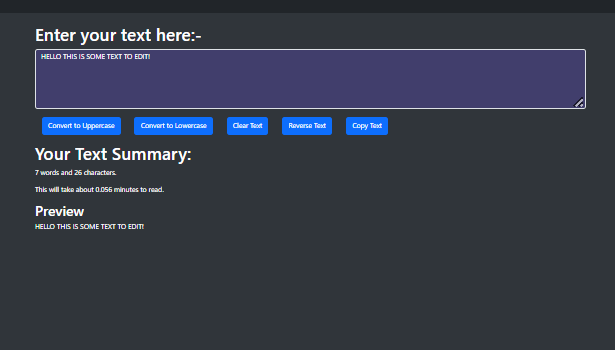 Enter your text here:-
HELLO THIS IS SOME TEXT TO EDIT!
Convert to Uppercase Convert to Lowercase Clear Text Reverse Text Copy Text
Your Text Summary:
7 words and 26 characters.
This will take about 0.056 minutes to read.
Preview
HELLO THIS IS SOME TEXT TO EDIT!